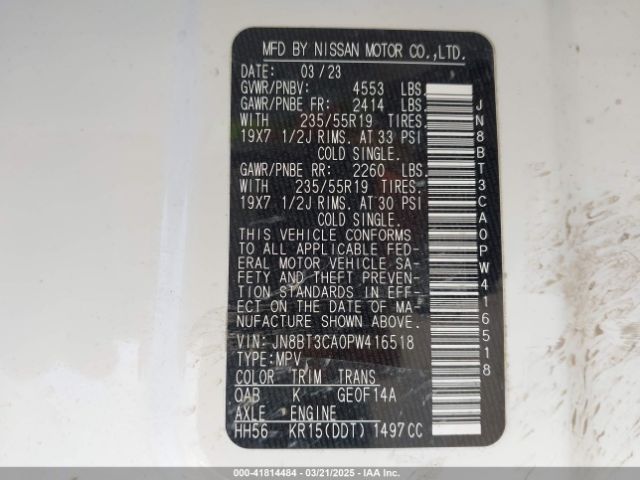 MFD BY NISSAN MOTOR CO.,LTD.
DATE: 03/23
GVWR/PNBV: 4553 LBS.
GAWR/PNBE FR: 2414 LBS.
WITH 235/55R19 TIRES.
19X7 1/2J RIMS. AT 33 PSI
COLD SINGLE.
GAWR/PNBE RR: 2260 LBS.
WITH 235/55R19 TIRES.
19X7 1/2J RIMS. AT 30 PSI
COLD SINGLE.
THIS VEHICLE CONFORMS
TO ALL APPLICABLE FED-
ERAL MOTOR VEHICLE SA-
FETY AND THEFT PREVEN-
TION STANDARDS IN EFF-
ECT ON THE DATE OF MA-
NUFACTURE SHOWN ABOVE.
VIN: JN8BT3CA0PW416518
TYPE:MPV
COLOR TRIM TRANS
QAB K GE0F14A
AXLE ENGINE
HH56 KR15(DDT) 1497CC
JN8BT3CA0PW416518
000-41814484 — 03/21/2025 — IAA Inc.